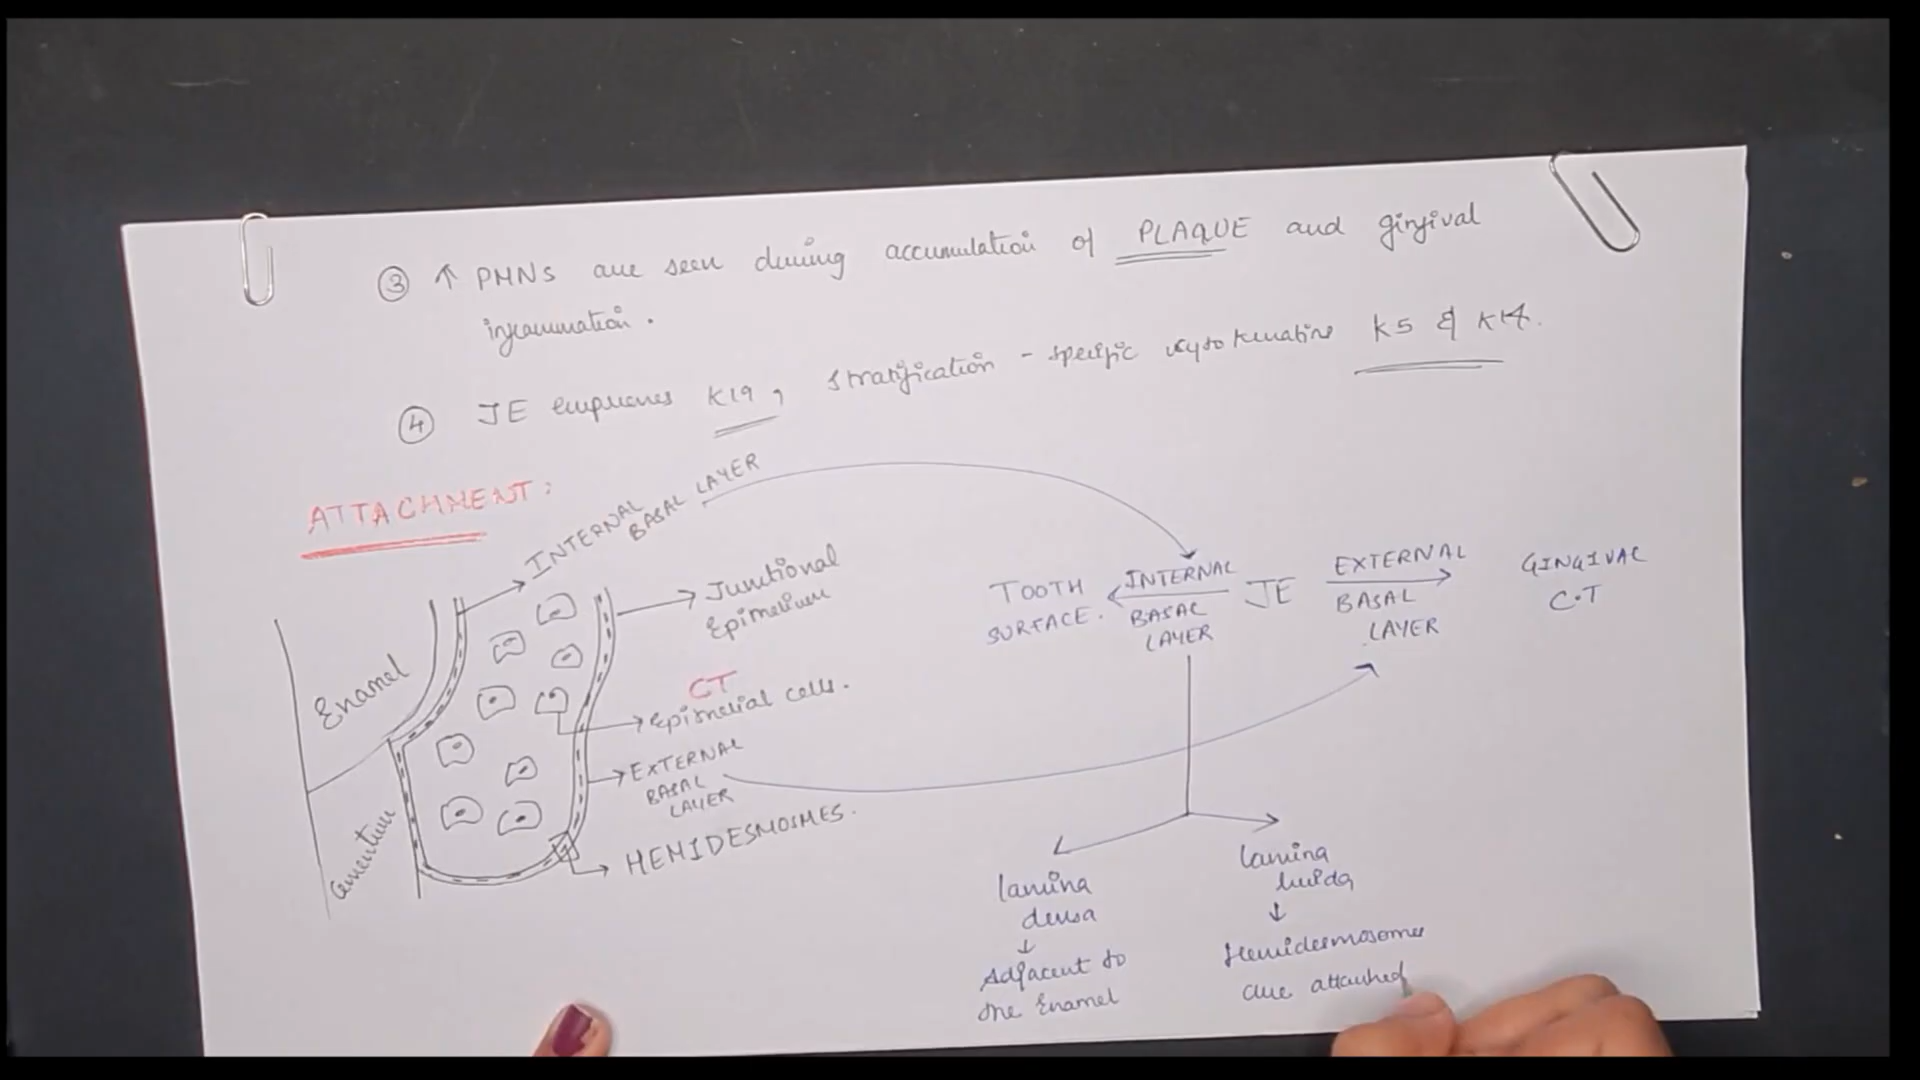 ③ ↑ PMNs are seen during accumulation of PLAQUE and gingival
inflammation.
④ JE expresses K19, stratification - specific cytokeratins K5 & K14.
ATTACHMENT:
INTERNAL
BASAL LAYER
Junctional
Epithelium
Enamel
CT
Epithelial cells.
EXTERNAL
BASAL
LAYER
HEMIDESMOSMES.
Cementum
TOOTH
SURFACE.
INTERNAL
BASAL
LAYER
JE
EXTERNAL
BASAL
LAYER
GINGIVAL
C.T
lamina
densa
↓
Adjacent to
the Enamel
lamina
lucida
↓
Hemidesmosomes
are attached